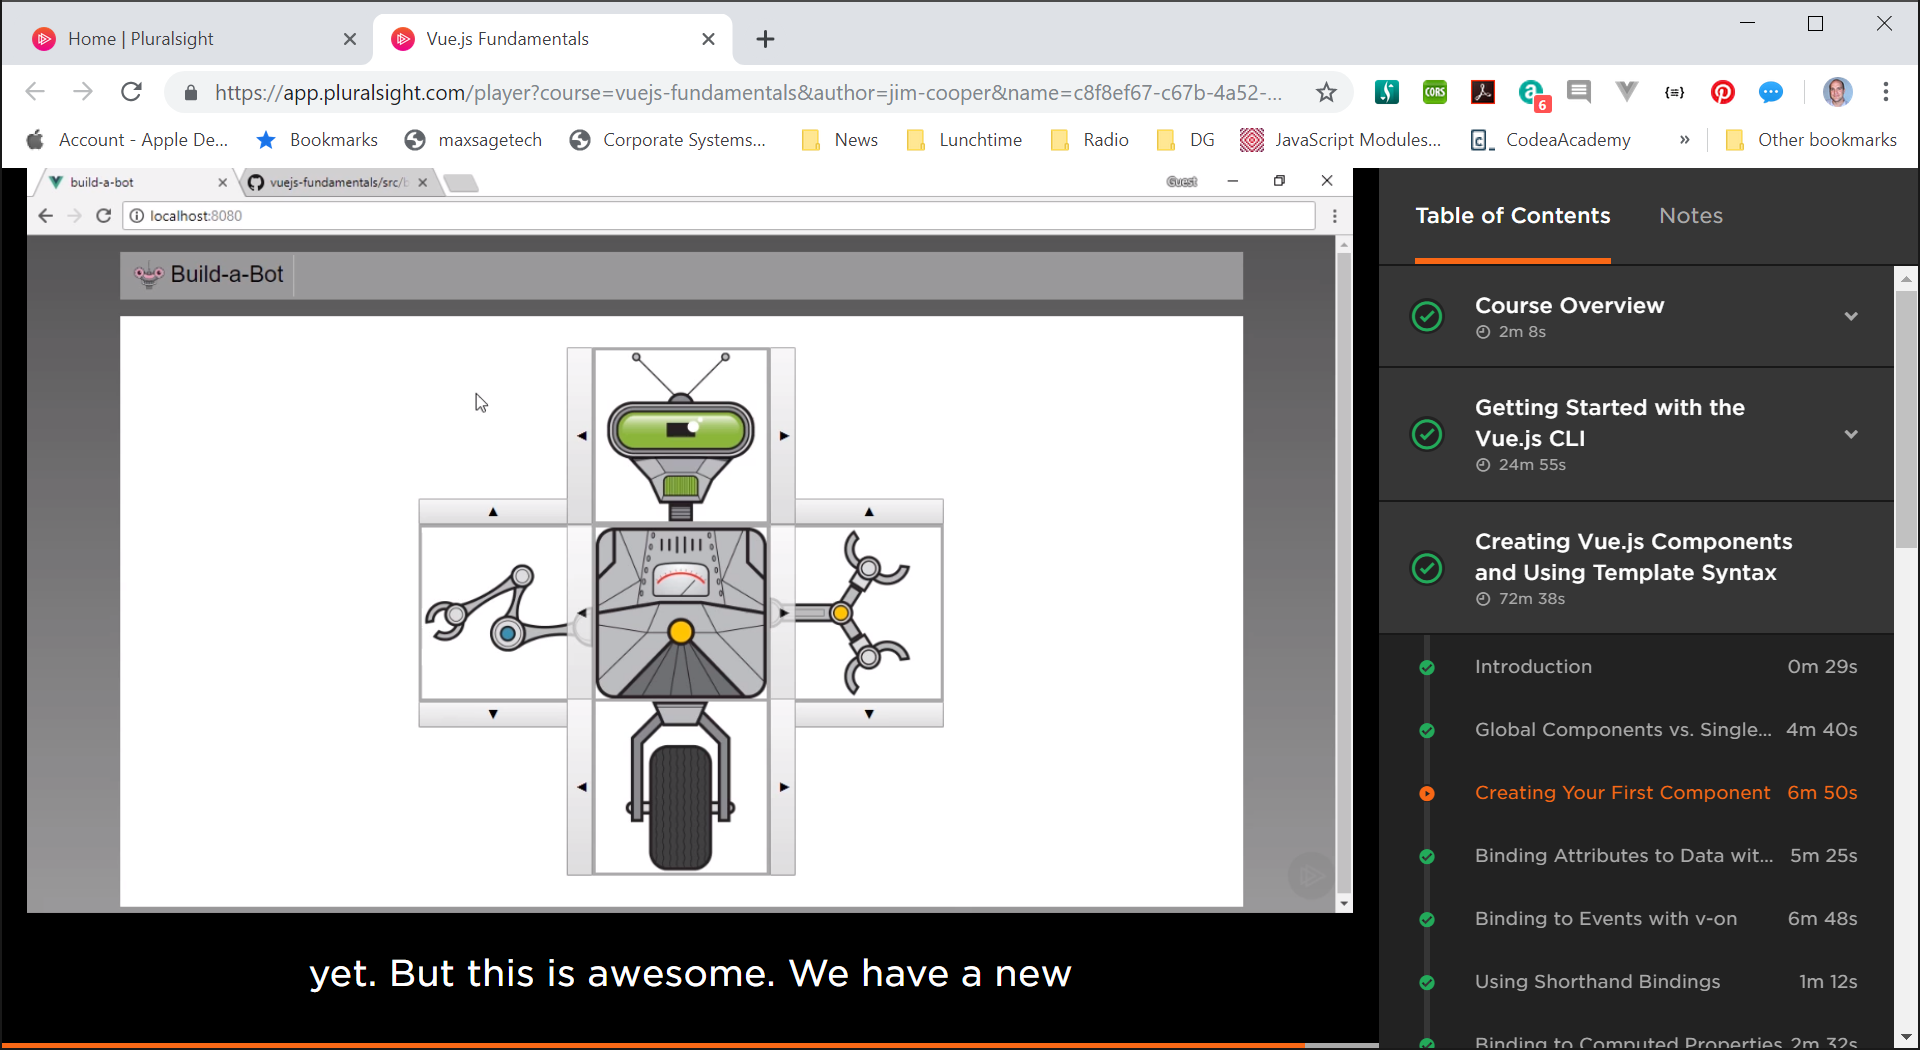 Home | Pluralsight
Vue.js Fundamentals
https://app.pluralsight.com/player?course=vuejs-fundamentals&author=jim-cooper&name=c8f8ef67-c67b-4a52-...
CORS
6
{≡}
Account - Apple De...
Bookmarks
maxsagetech
Corporate Systems...
News
Lunchtime
Radio
DG
JavaScript Modules...
CodeaAcademy
»
Other bookmarks
build-a-bot
vuejs-fundamentals/src/b
Guest
localhost:8080
Build-a-Bot
yet. But this is awesome. We have a new
Table of Contents
Notes
Course Overview
2m 8s
Getting Started with the
Vue.js CLI
24m 55s
Creating Vue.js Components
and Using Template Syntax
72m 38s
Introduction 0m 29s
Global Components vs. Single... 4m 40s
Creating Your First Component 6m 50s
Binding Attributes to Data wit... 5m 25s
Binding to Events with v-on 6m 48s
Using Shorthand Bindings 1m 12s
Binding to Computed Properties 2m 32s